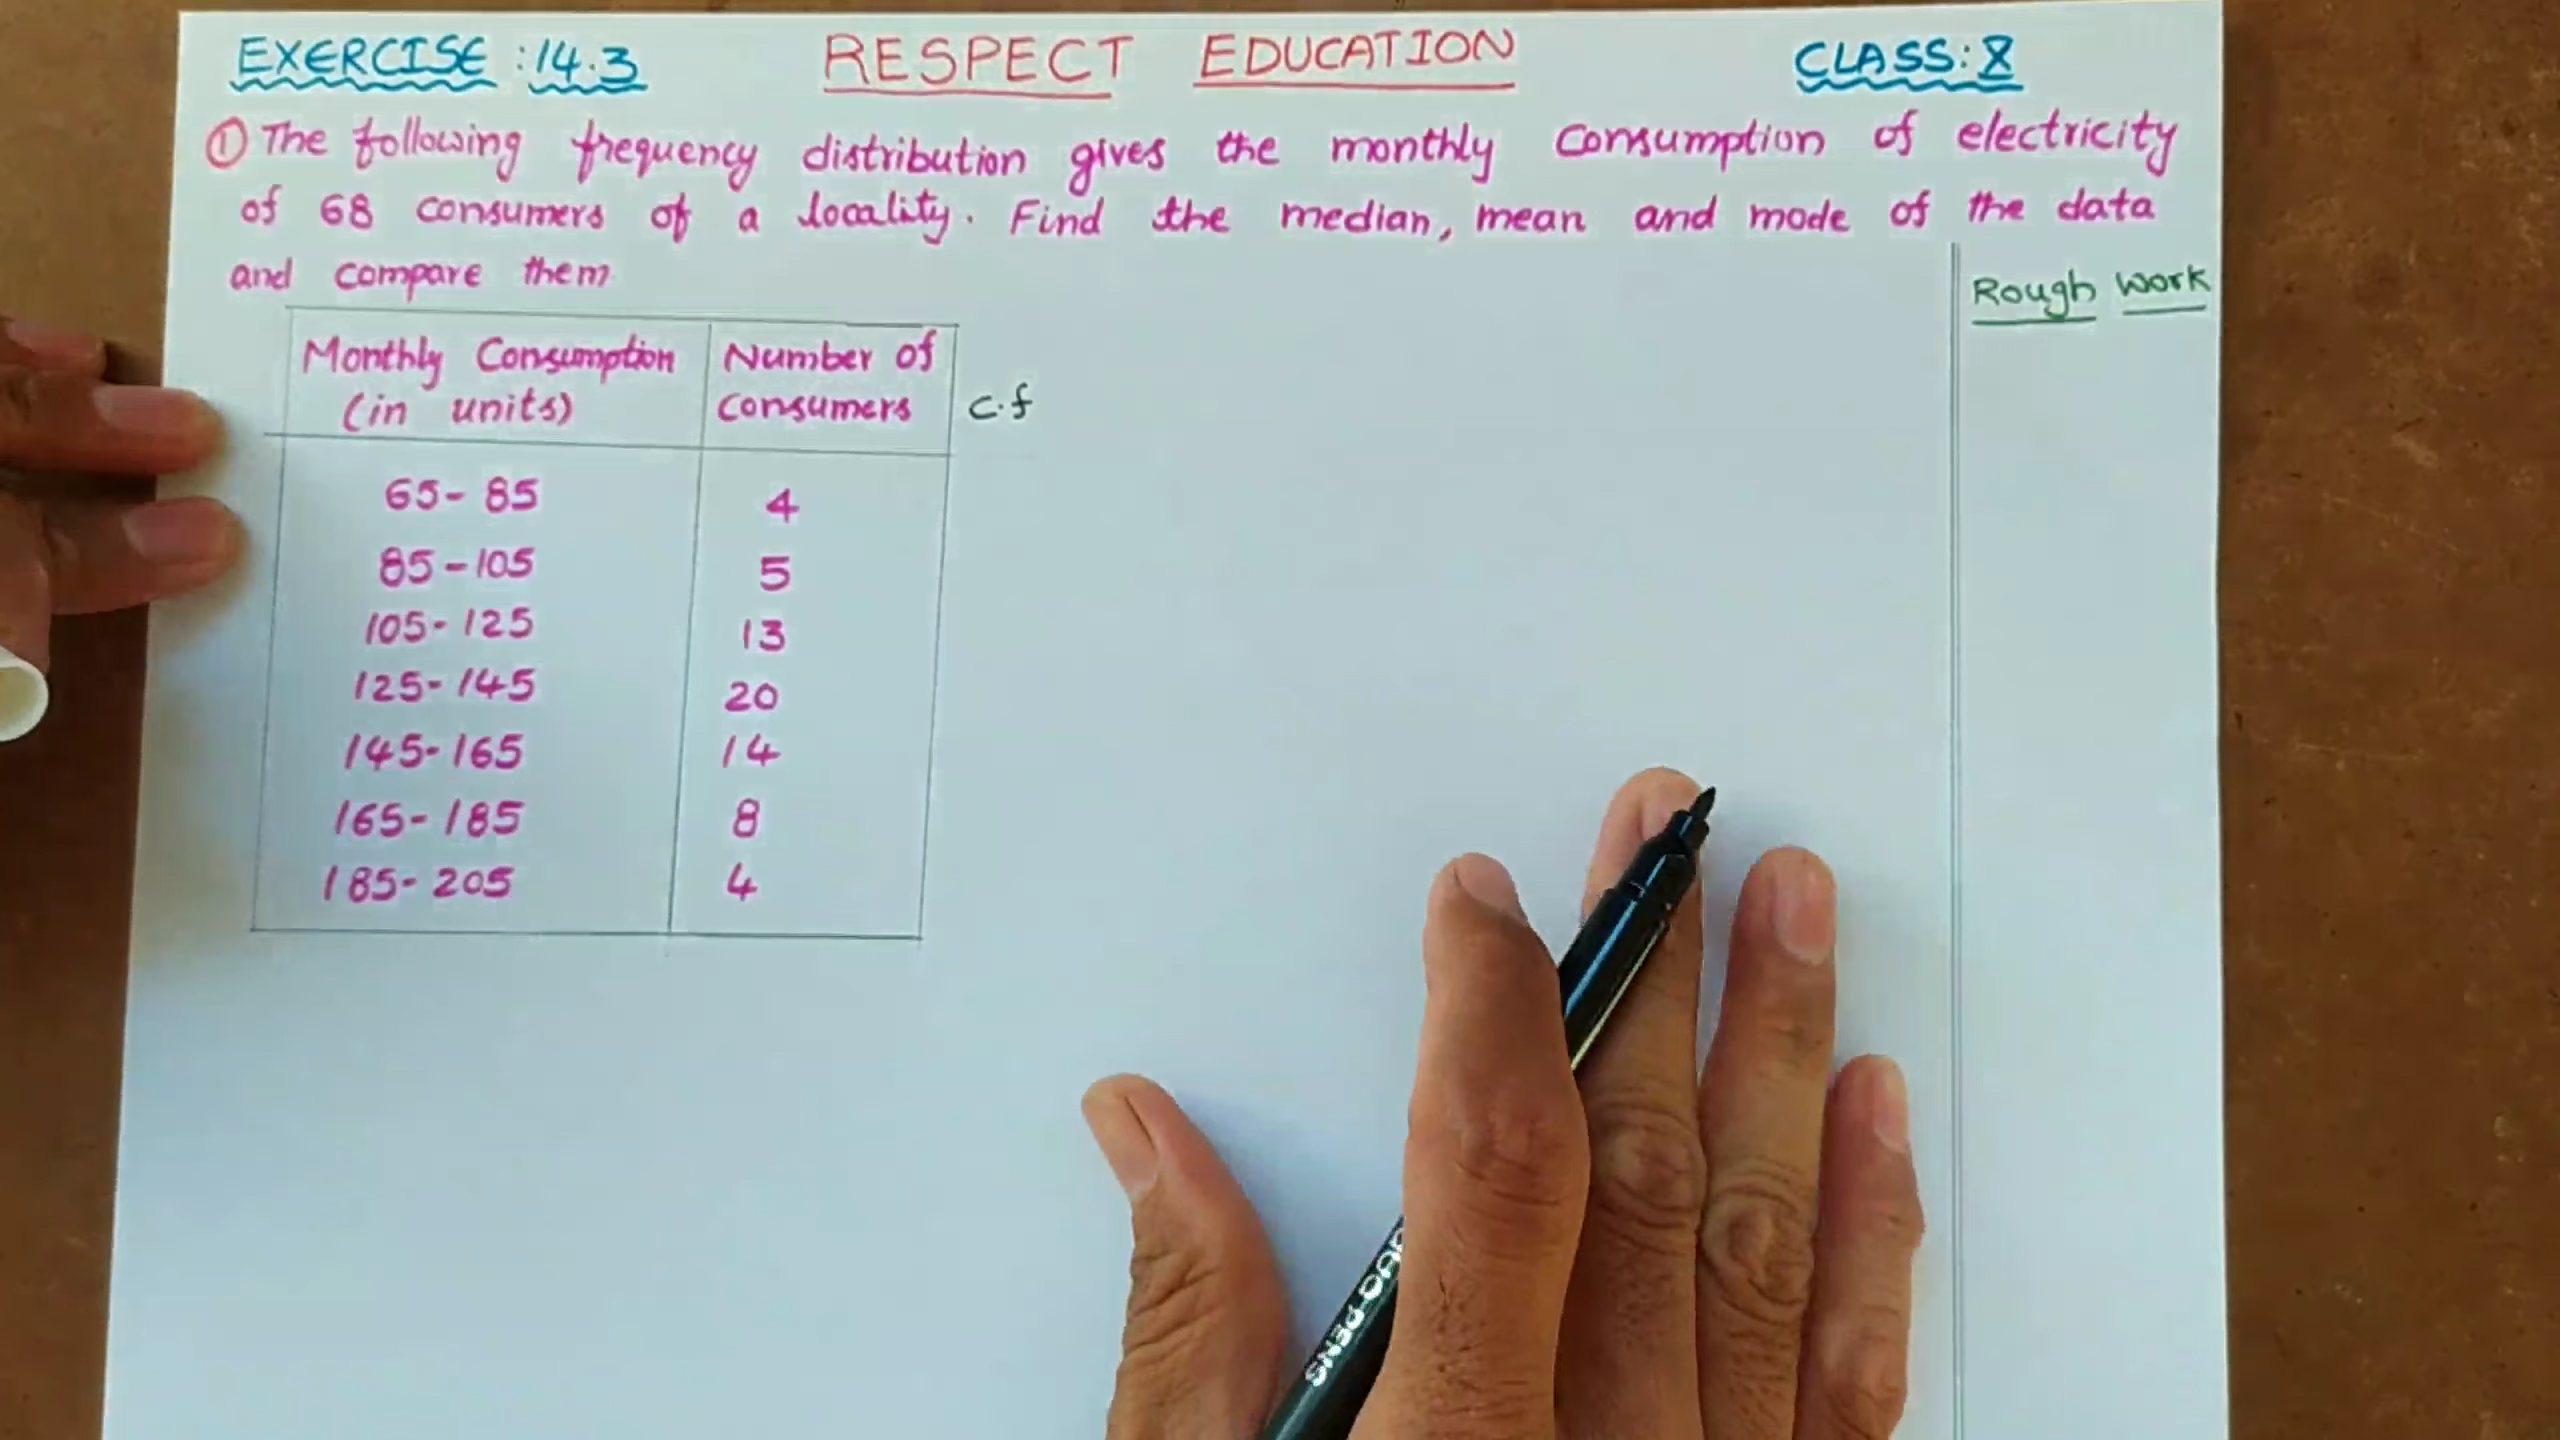 EXERCISE : 14.3 RESPECT EDUCATION CLASS: X
① The following frequency distribution gives the monthly consumption of electricity
of 68 consumers of a locality. Find the median, mean and mode of the data
and compare them
Rough work
Monthly Consumption (in units) Number of consumers c.f
65-85 4
85-105 5
105-125 13
125-145 20
145-165 14
165-185 8
185-205 4